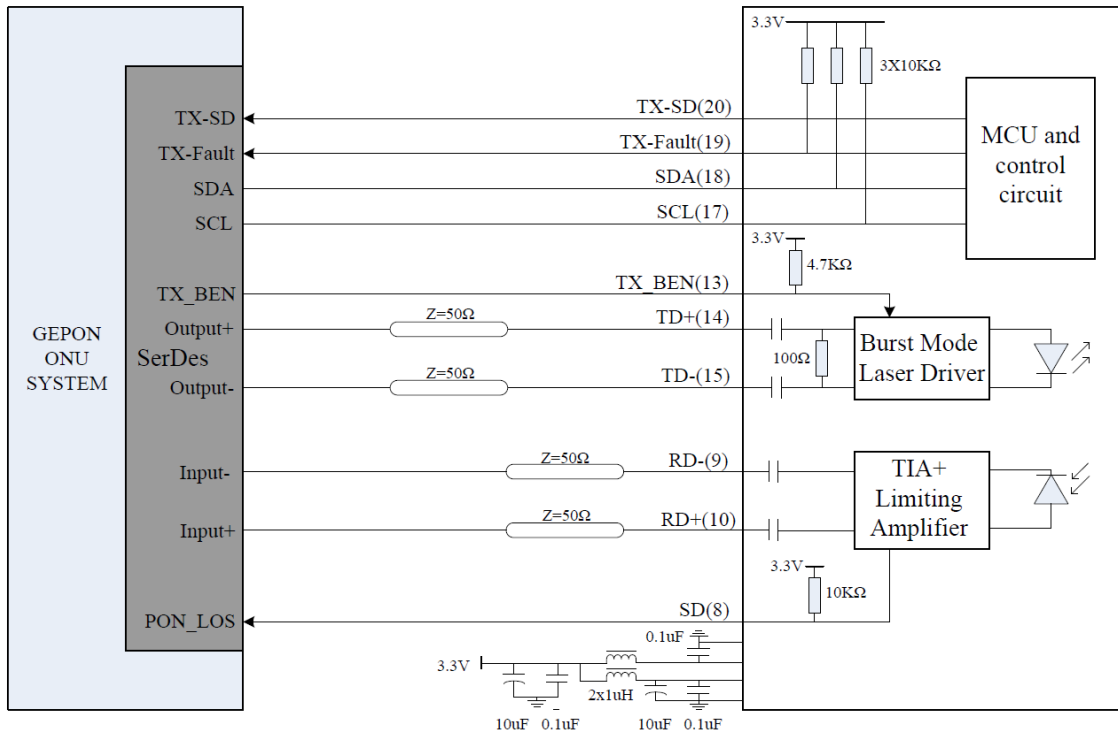 3.3V
3X10KΩ
TX-SD
TX-SD(20)
TX-Fault
TX-Fault(19)
SDA
SDA(18)
SCL
SCL(17)
MCU and
control
circuit
3.3V
4.7KΩ
TX_BEN
TX_BEN(13)
Output+
Z=50Ω
TD+(14)
GEPON
ONU
SYSTEM
SerDes
100Ω
Burst Mode
Laser Driver
Output-
Z=50Ω
TD-(15)
Input-
Z=50Ω
RD-(9)
TIA+
Limiting
Amplifier
Input+
Z=50Ω
RD+(10)
3.3V
10KΩ
PON_LOS
SD(8)
0.1uF
3.3V
2x1uH
10uF
0.1uF
10uF
0.1uF